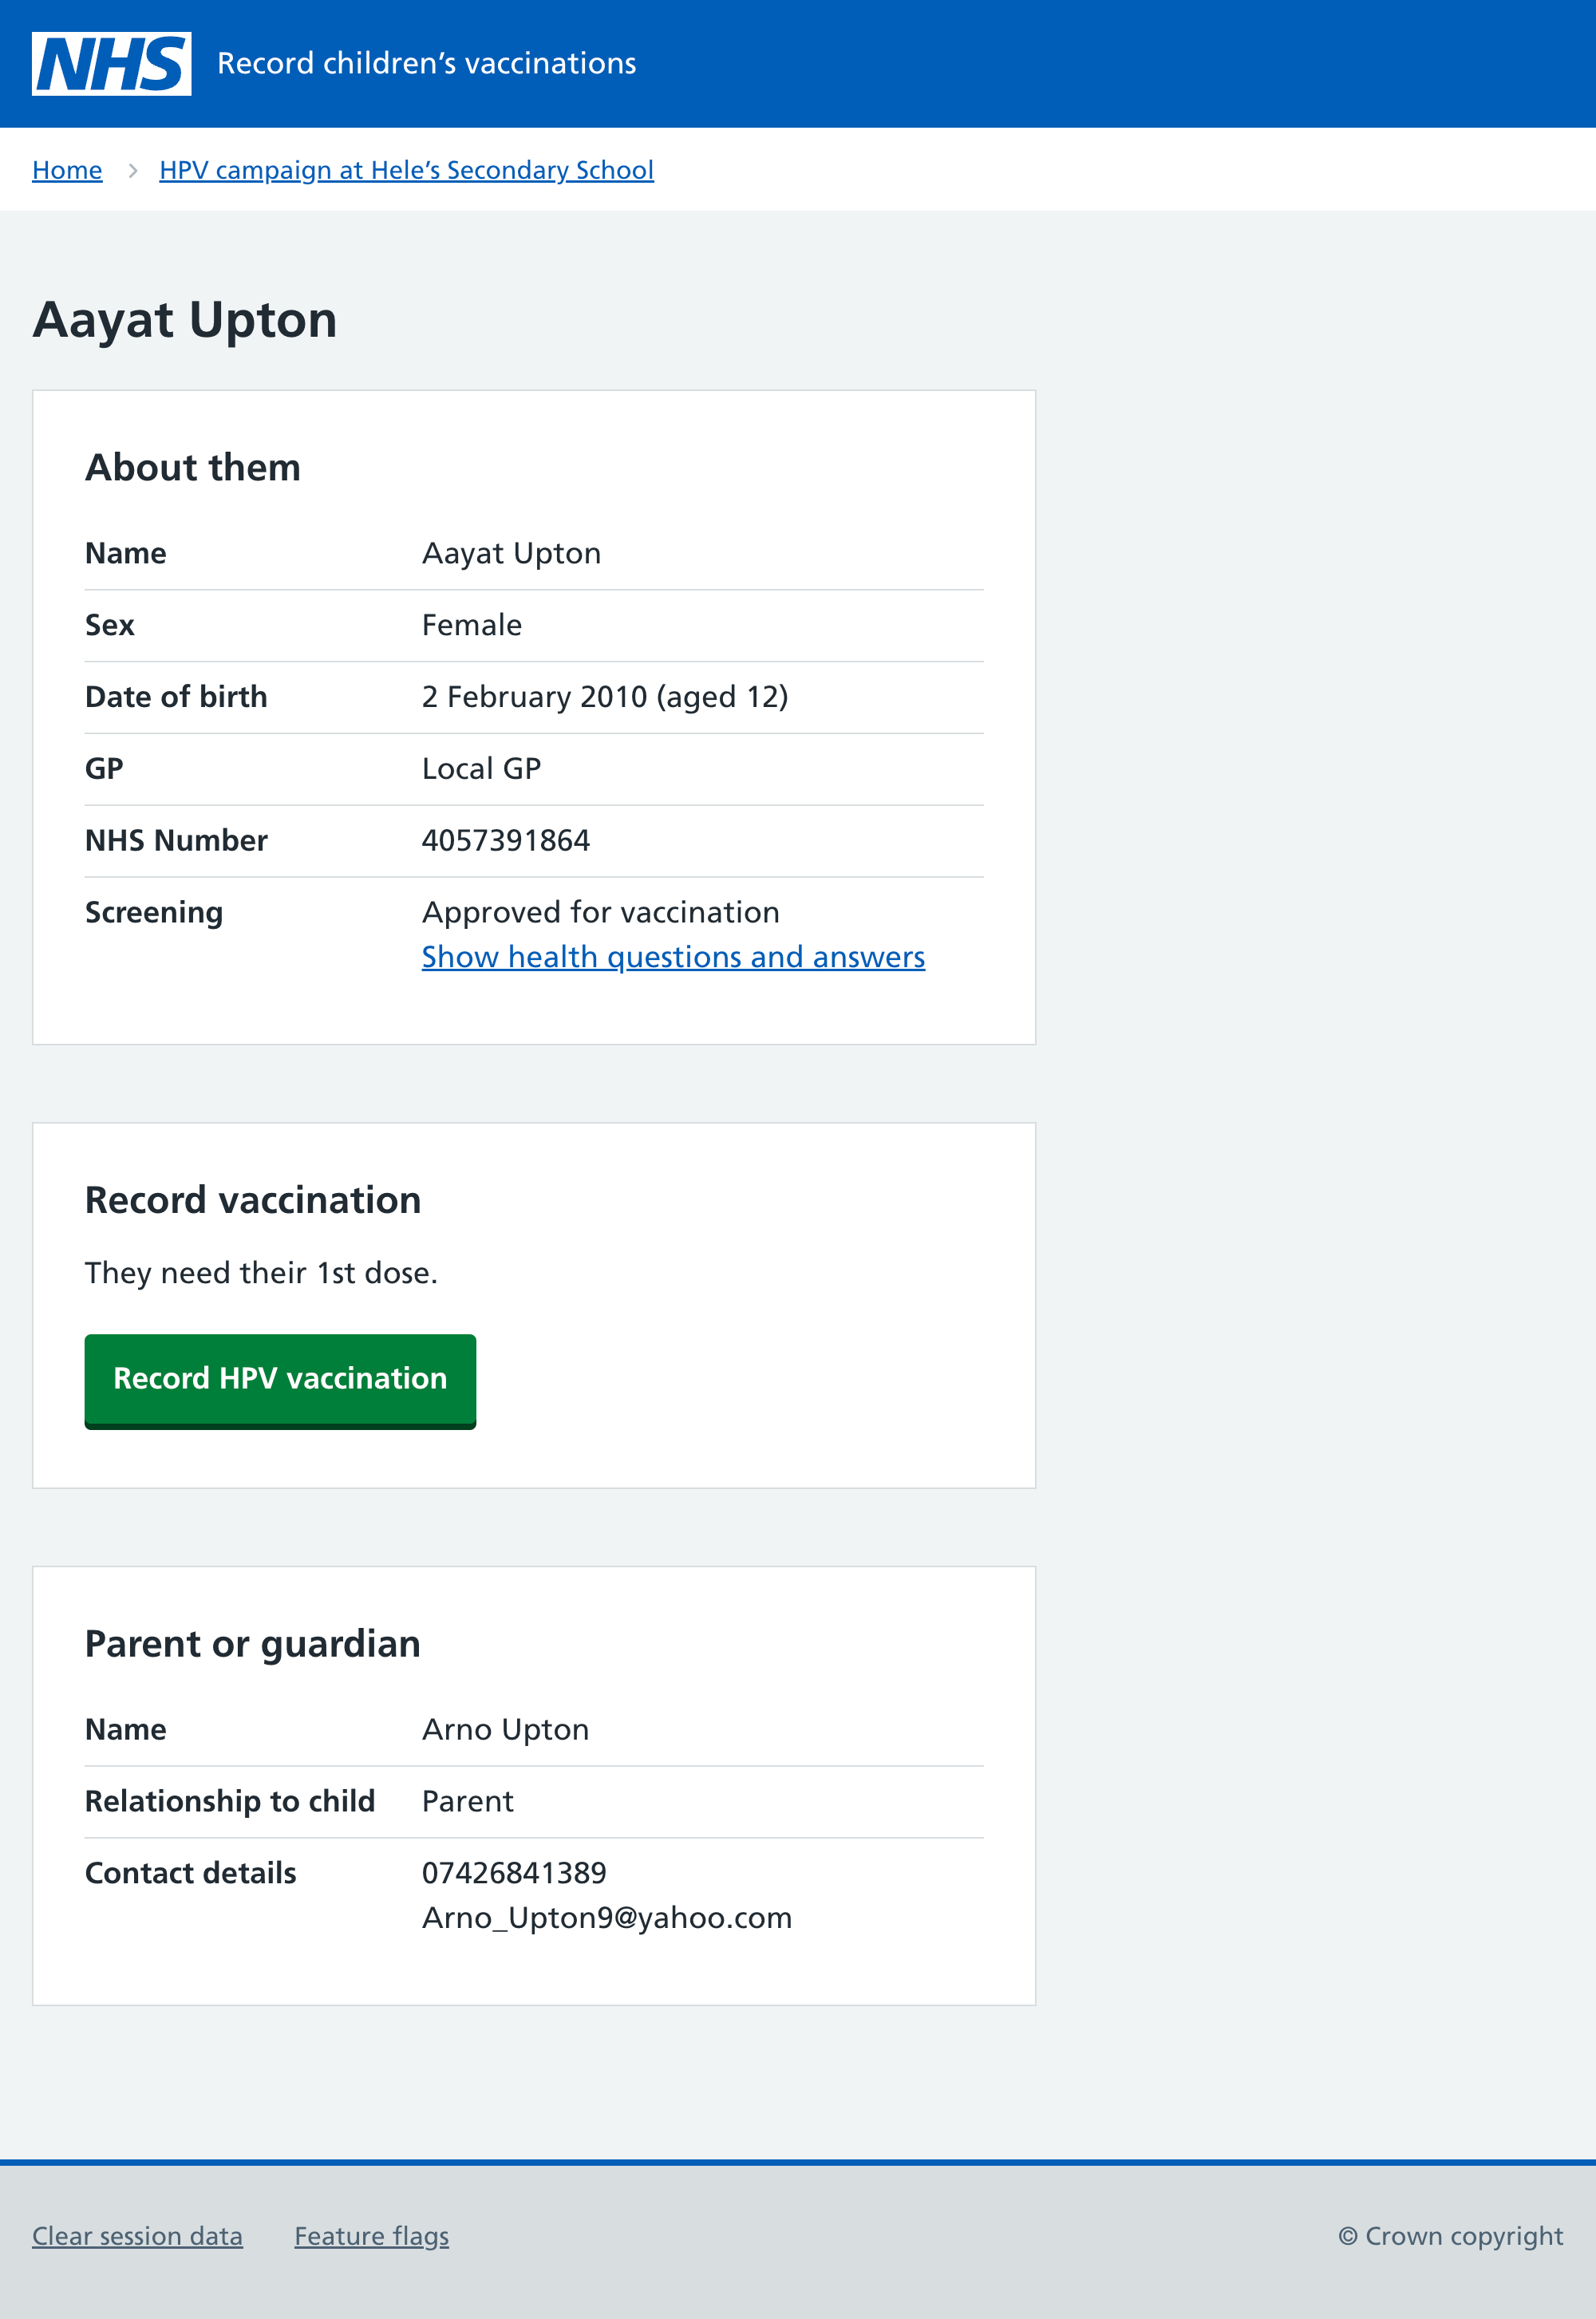 NHS Record children’s vaccinations
Home > HPV campaign at Hele’s Secondary School
Aayat Upton
About them
Name Aayat Upton
Sex Female
Date of birth 2 February 2010 (aged 12)
GP Local GP
NHS Number 4057391864
Screening Approved for vaccination
Show health questions and answers
Record vaccination
They need their 1st dose.
Record HPV vaccination
Parent or guardian
Name Arno Upton
Relationship to child Parent
Contact details 07426841389
Arno_Upton9@yahoo.com
Clear session data Feature flags © Crown copyright